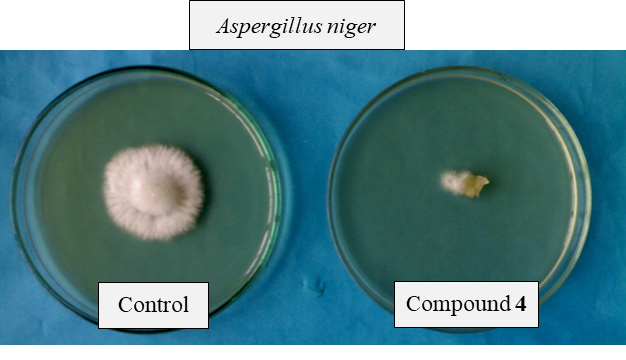 Aspergillus niger
Control
Compound 4